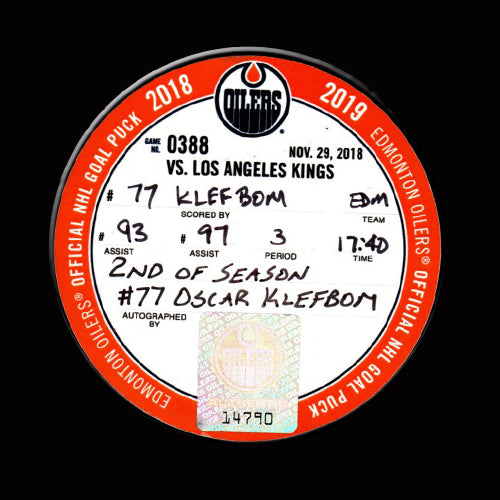 OILERS
EDMONTON OILERS® OFFICIAL NHL GOAL PUCK 2018
2019 EDMONTON OILERS® OFFICIAL NHL GOAL PUCK
GAME NO. 0388 NOV. 29, 2018
VS. LOS ANGELES KINGS
# 77 KLEFBOM EDM
SCORED BY TEAM
# 93 # 97 3 17:40
ASSIST ASSIST PERIOD TIME
2ND OF SEASON
#77 OSCAR KLEFBOM
AUTOGRAPHED BY
14790